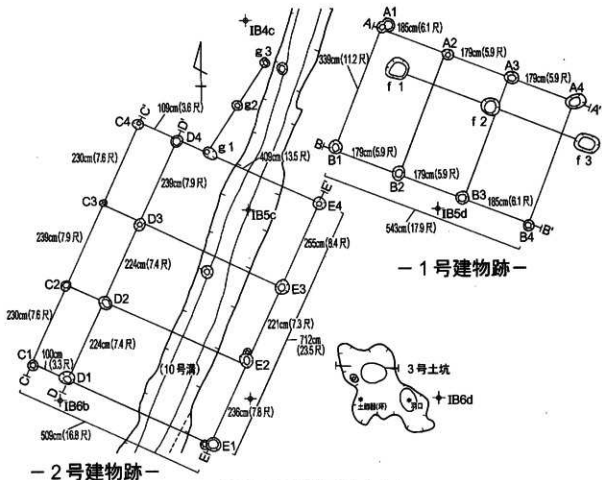 IB4c
g3
g2
g1
109cm(3.6尺)
C'
D'
C4
D4
230cm(7.6尺)
239cm(7.9尺)
409cm(13.5尺)
E'
E4
C3
D3
IB5c
239cm(7.9尺)
224cm(7.4尺)
255cm(8.4尺)
E3
C2
D2
221cm(7.3尺)
712cm
(23.5尺)
230cm(7.6尺)
224cm(7.4尺)
E2
C1
100cm
(3.3尺)
D1
(10号溝)
236cm(7.8尺)
C
D
IB6b
E
E1
509cm(16.8尺)
-2号建物跡-
A1
A
185cm(6.1尺)
A2
179cm(5.9尺)
A3
179cm(5.9尺)
A4
A'
339cm(11.2尺)
f1
f2
f3
B
B1
179cm(5.9尺)
B2
179cm(5.9尺)
B3
185cm(6.1尺)
B4
B'
IB5d
543cm(17.9尺)
-1号建物跡-
3号土坑
土師器(坏)
羽口
IB6d